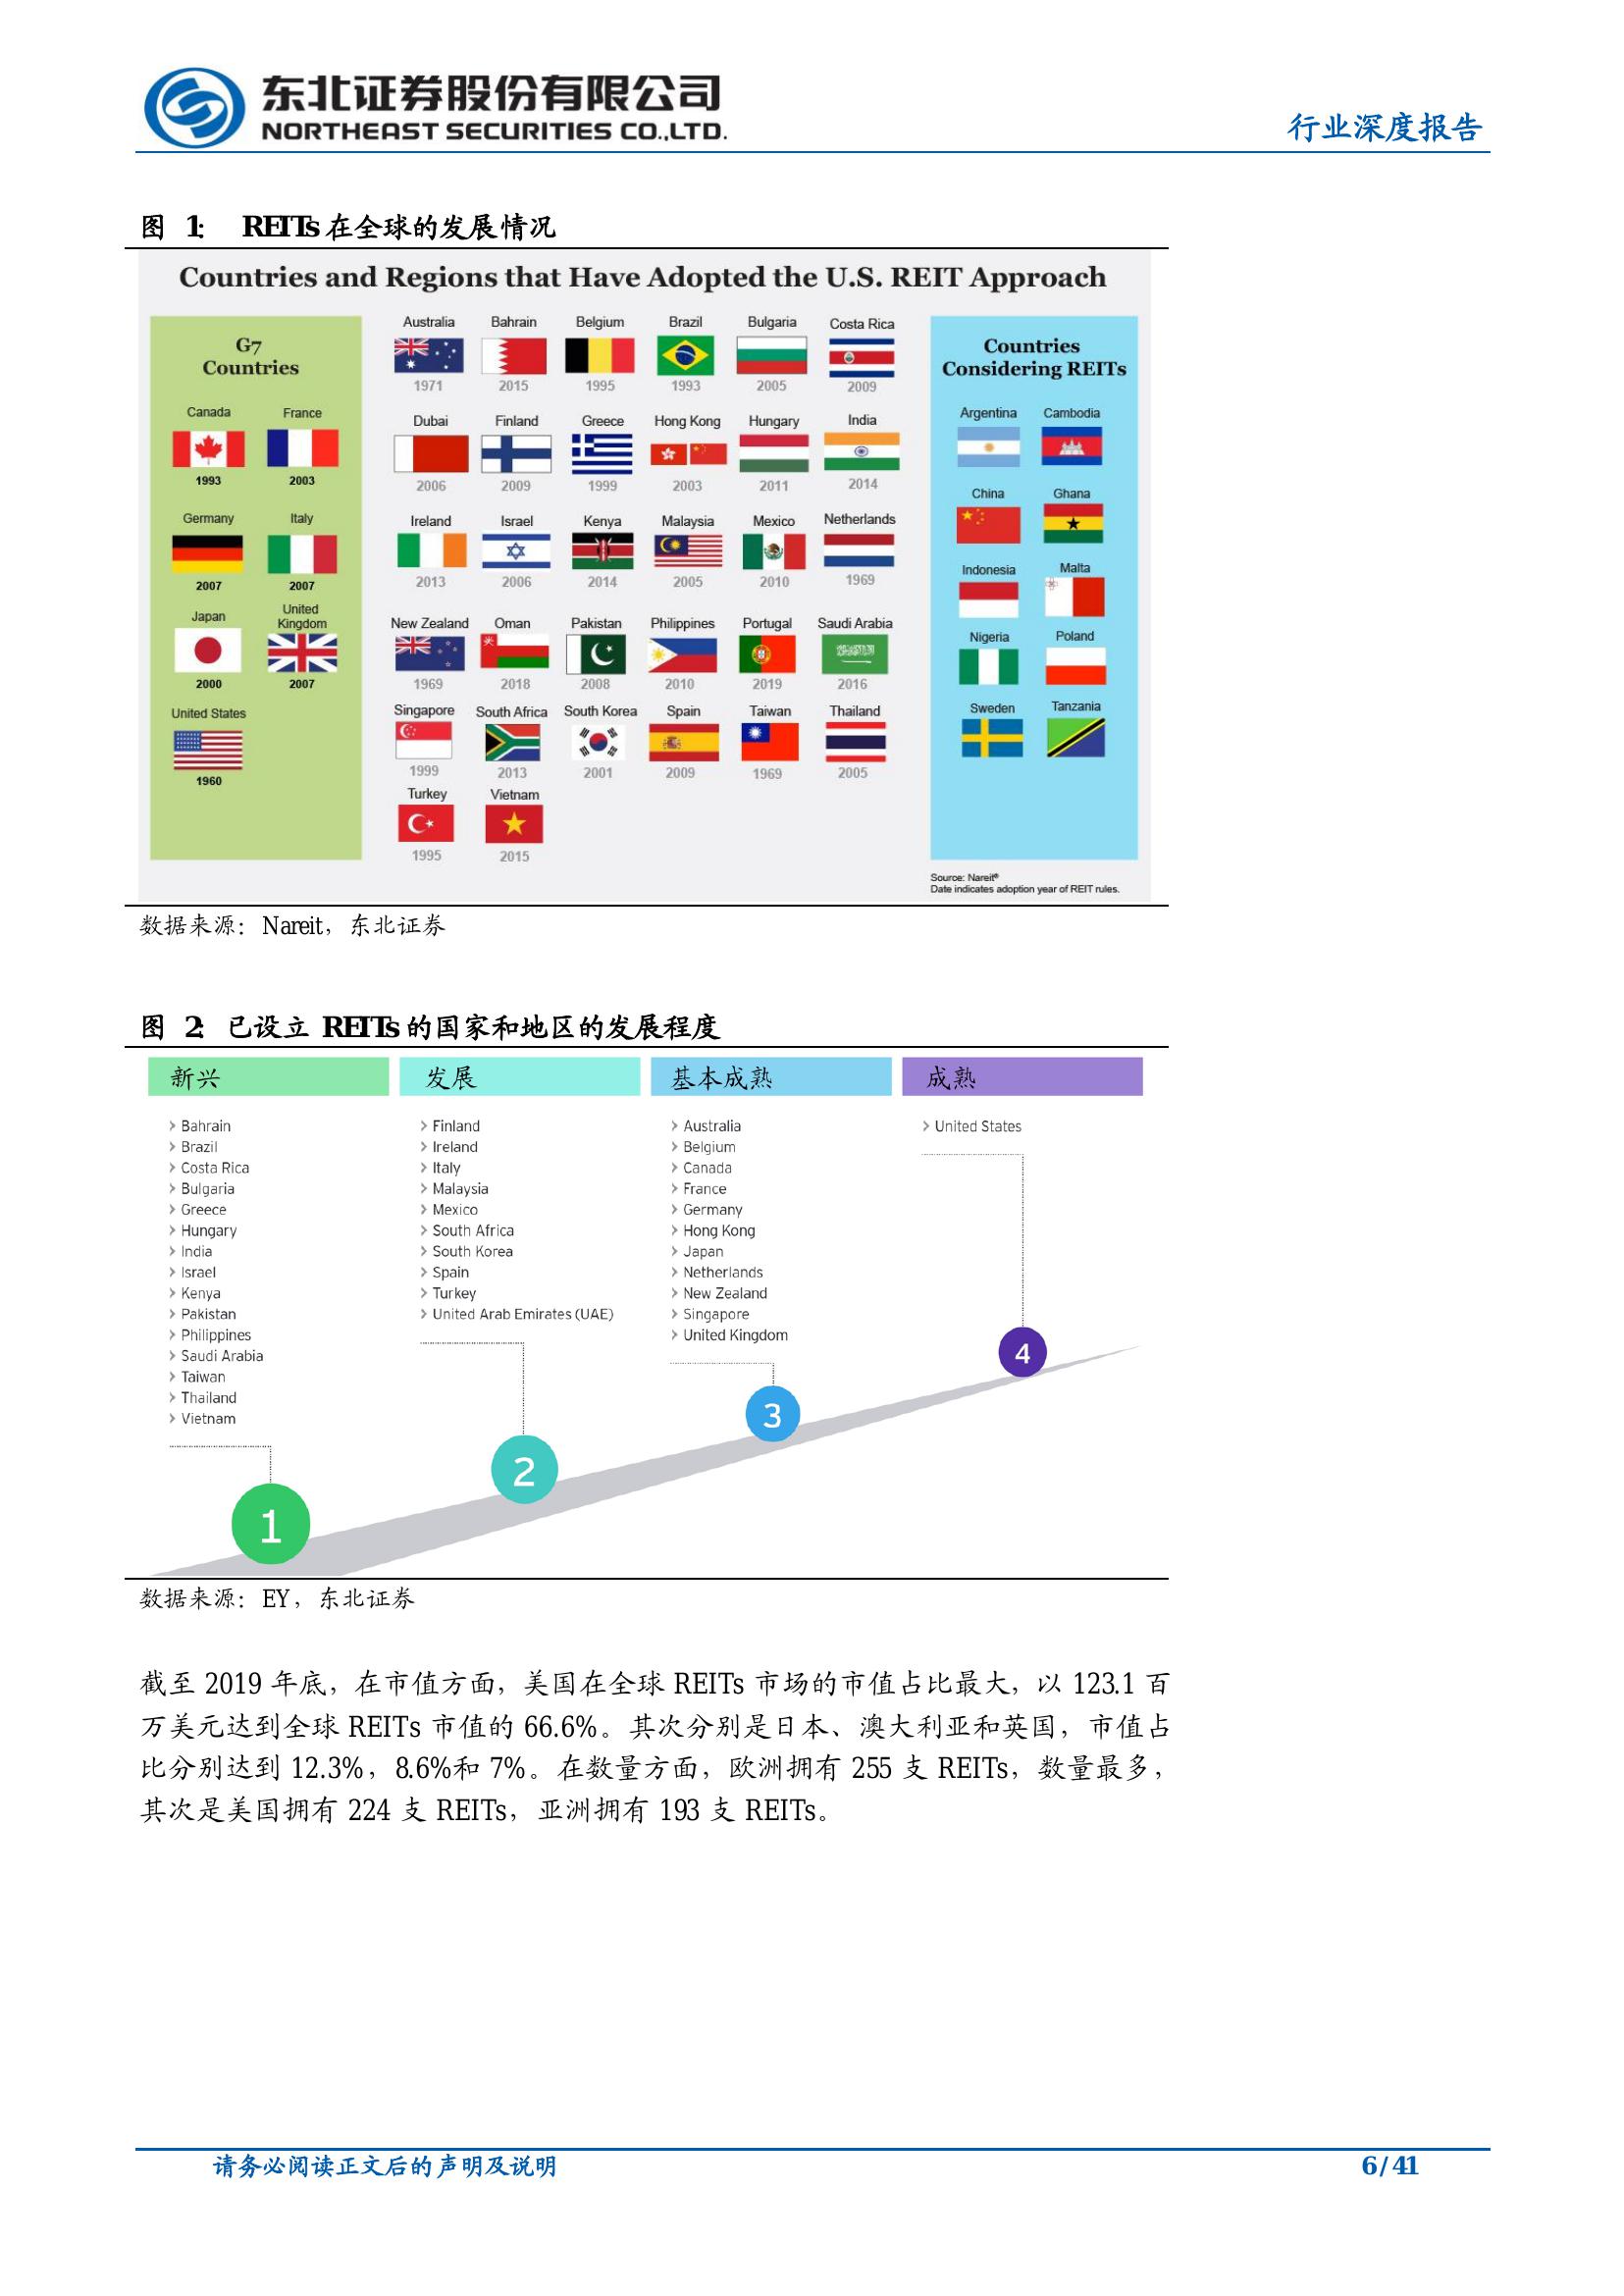 东北证券股份有限公司
NORTHEAST SECURITIES CO.,LTD.
行业深度报告
图 1: REITs 在全球的发展情况
Countries and Regions that Have Adopted the U.S. REIT Approach
G7
Countries
Canada France
1993 2003
Germany Italy
2007 2007
Japan United Kingdom
2000 2007
United States
1960
Australia Bahrain Belgium Brazil Bulgaria Costa Rica
1971 2015 1995 1993 2005 2009
Dubai Finland Greece Hong Kong Hungary India
2006 2009 1999 2003 2011 2014
Ireland Israel Kenya Malaysia Mexico Netherlands
2013 2006 2014 2005 2010 1969
New Zealand Oman Pakistan Philippines Portugal Saudi Arabia
1969 2018 2008 2010 2019 2016
Singapore South Africa South Korea Spain Taiwan Thailand
1999 2013 2001 2009 1969 2005
Turkey Vietnam
1995 2015
Countries
Considering REITs
Argentina Cambodia
China Ghana
Indonesia Malta
Nigeria Poland
Sweden Tanzania
Source: Nareit®
Date indicates adoption year of REIT rules.
数据来源：Nareit，东北证券
图 2: 已设立 REITs 的国家和地区的发展程度
新兴
> Bahrain
> Brazil
> Costa Rica
> Bulgaria
> Greece
> Hungary
> India
> Israel
> Kenya
> Pakistan
> Philippines
> Saudi Arabia
> Taiwan
> Thailand
> Vietnam
1
发展
> Finland
> Ireland
> Italy
> Malaysia
> Mexico
> South Africa
> South Korea
> Spain
> Turkey
> United Arab Emirates (UAE)
2
基本成熟
> Australia
> Belgium
> Canada
> France
> Germany
> Hong Kong
> Japan
> Netherlands
> New Zealand
> Singapore
> United Kingdom
3
成熟
> United States
4
数据来源：EY，东北证券
截至 2019 年底，在市值方面，美国在全球 REITs 市场的市值占比最大，以 123.1 百
万美元达到全球 REITs 市值的 66.6%。其次分别是日本、澳大利亚和英国，市值占
比分别达到 12.3%，8.6%和 7%。在数量方面，欧洲拥有 255 支 REITs，数量最多，
其次是美国拥有 224 支 REITs，亚洲拥有 193 支 REITs。
请务必阅读正文后的声明及说明
6 / 41